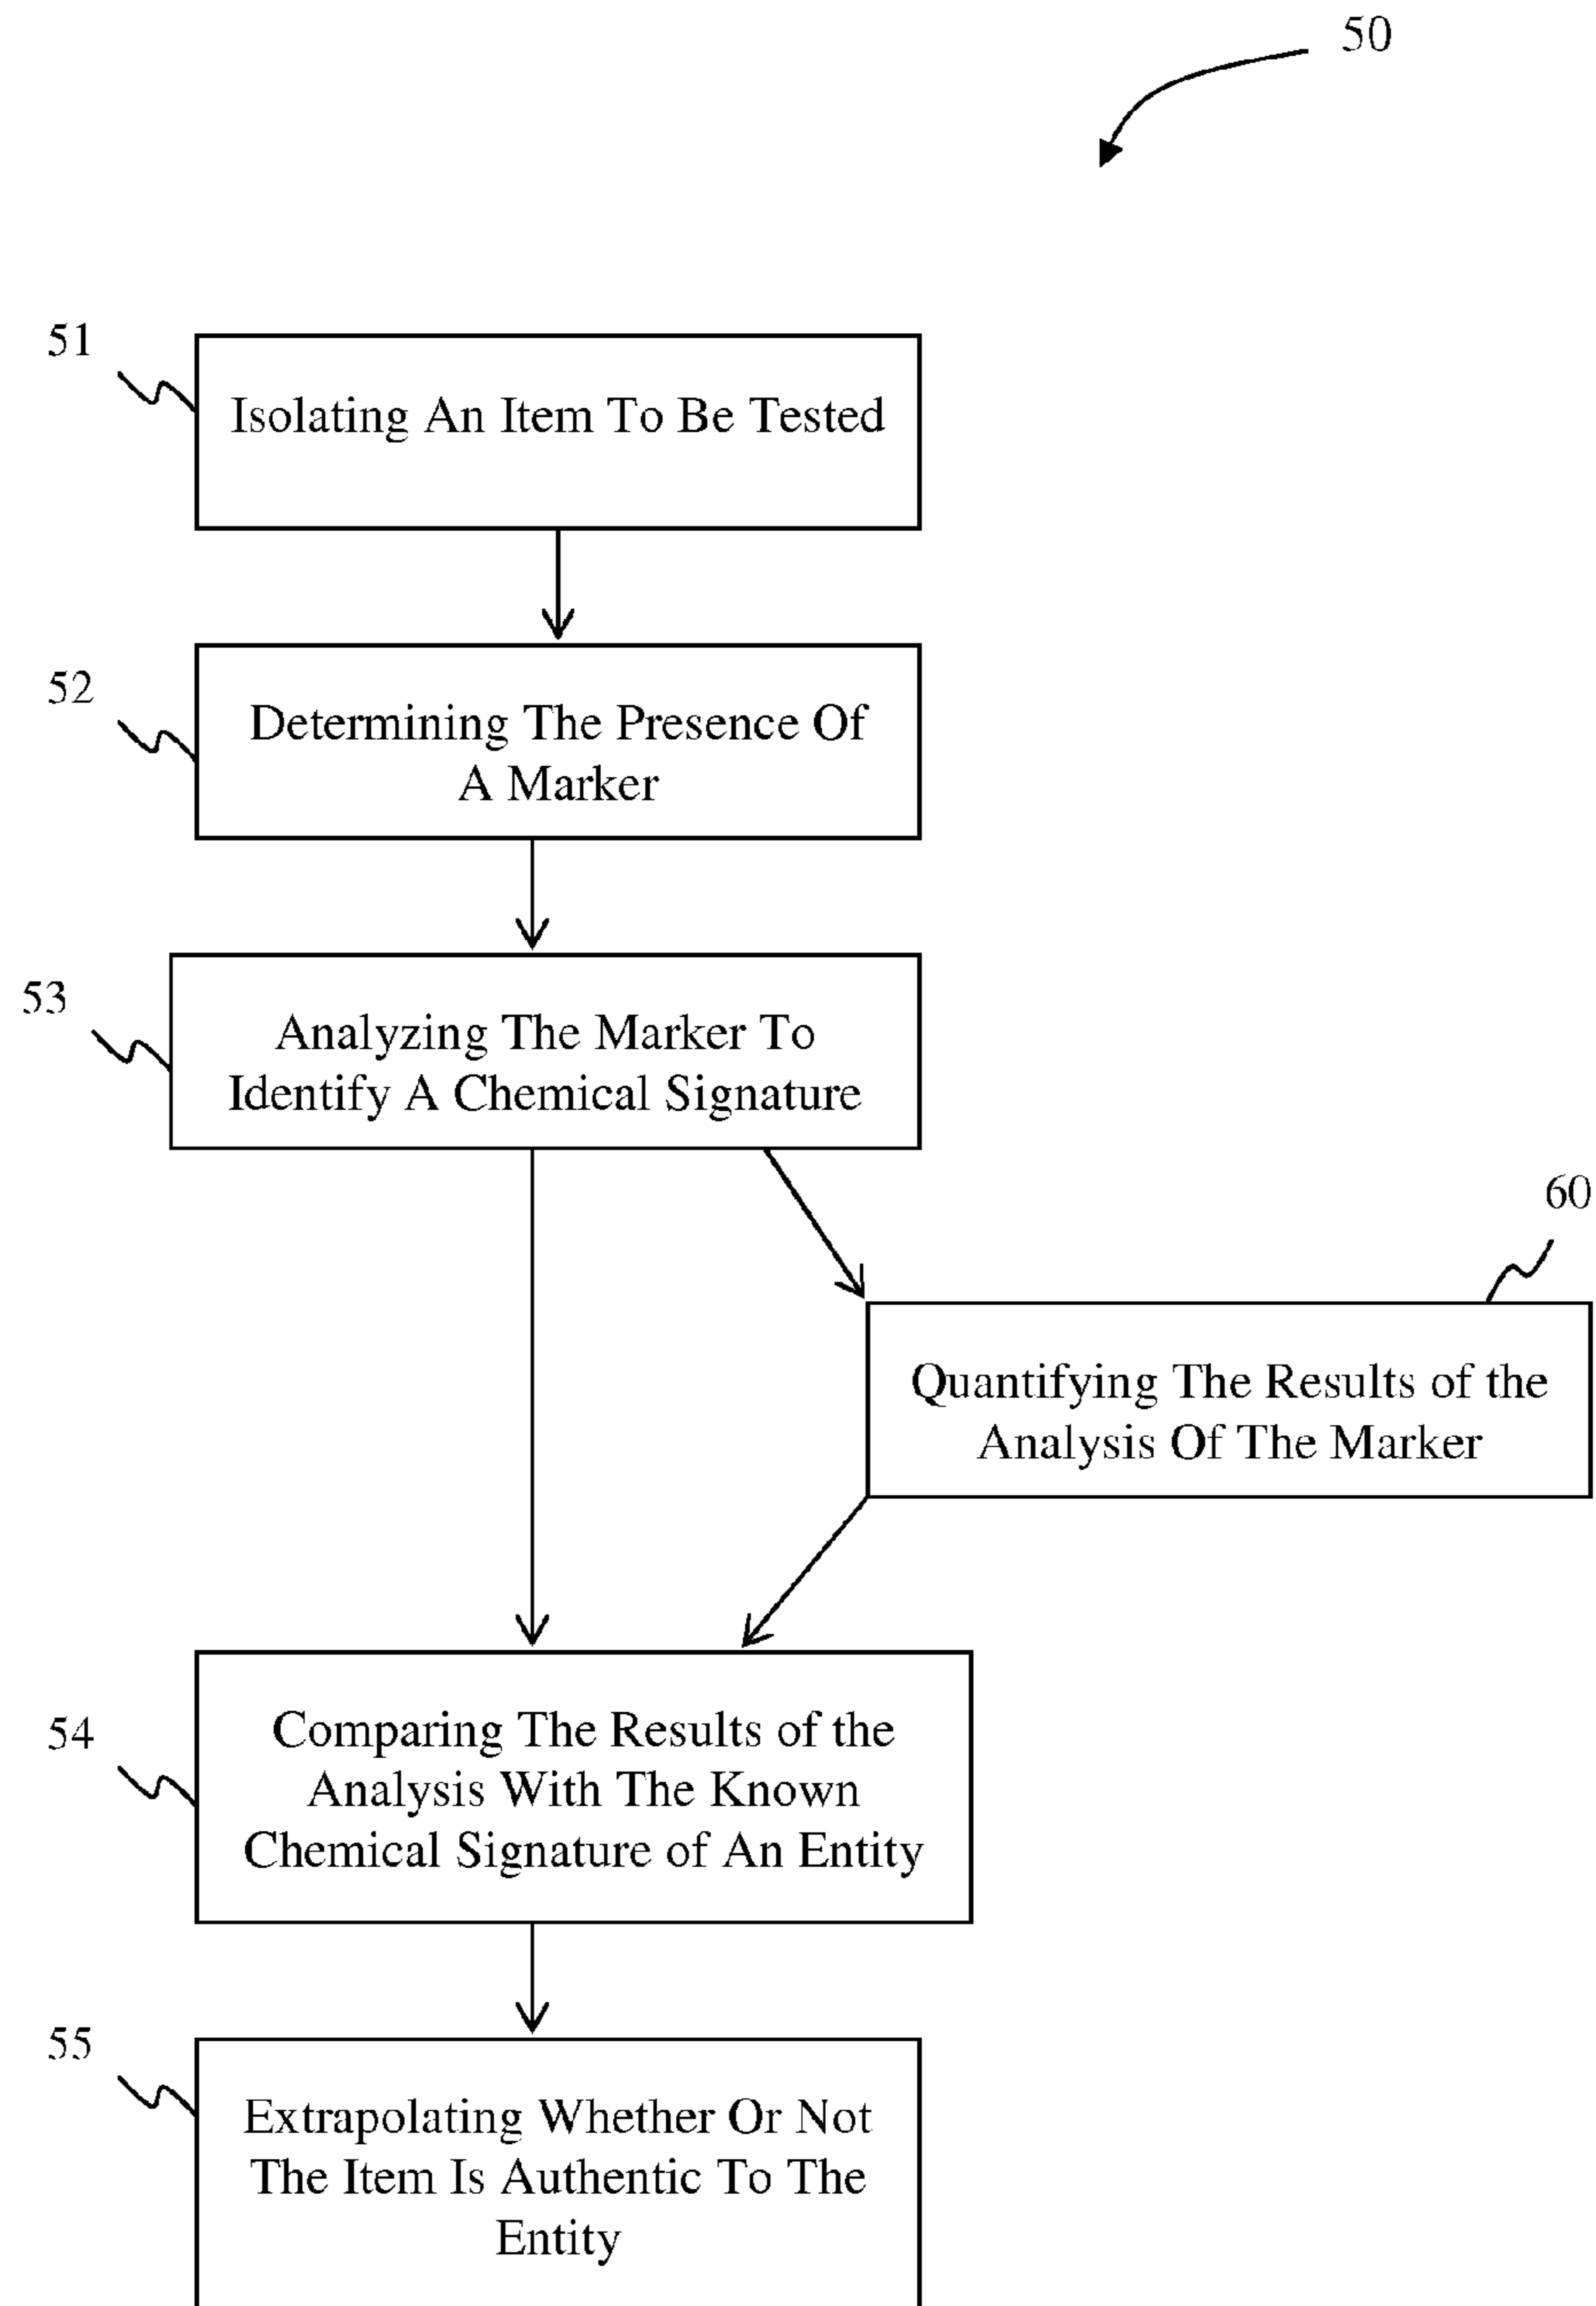 50
51
Isolating An Item To Be Tested
52
Determining The Presence Of
A Marker
53
Analyzing The Marker To
Identify A Chemical Signature
60
Quantifying The Results of the
Analysis Of The Marker
54
Comparing The Results of the
Analysis With The Known
Chemical Signature of An Entity
55
Extrapolating Whether Or Not
The Item Is Authentic To The
Entity